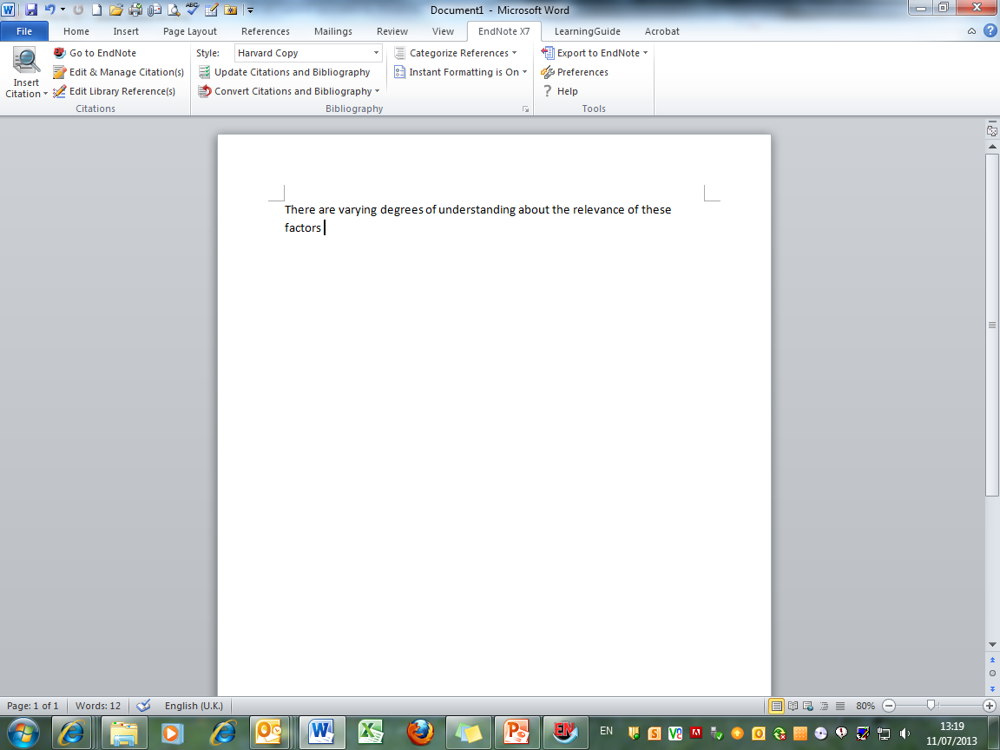 Document1 - Microsoft Word
File Home Insert Page Layout References Mailings Review View EndNote X7 LearningGuide Acrobat
Insert Citation
Go to EndNote
Edit & Manage Citation(s)
Edit Library Reference(s)
Citations
Style: Harvard Copy
Update Citations and Bibliography
Convert Citations and Bibliography
Categorize References
Instant Formatting is On
Bibliography
Export to EndNote
Preferences
Help
Tools
There are varying degrees of understanding about the relevance of these
factors
Page: 1 of 1 Words: 12 English (U.K.) 80%
EN 13:19
11/07/2013